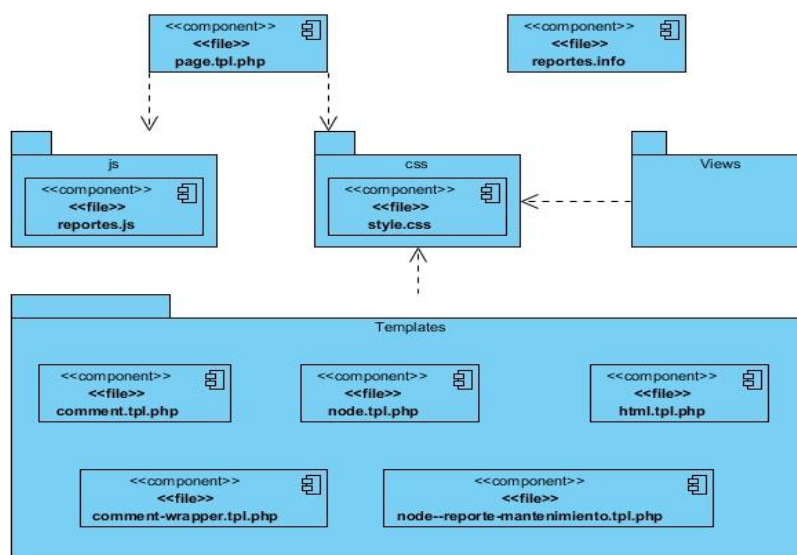 <<component>>
<<file>>
page.tpl.php
<<component>>
<<file>>
reportes.info
js
<<component>>
<<file>>
reportes.js
css
<<component>>
<<file>>
style.css
Views
Templates
<<component>>
<<file>>
comment.tpl.php
<<component>>
<<file>>
node.tpl.php
<<component>>
<<file>>
html.tpl.php
<<component>>
<<file>>
comment-wrapper.tpl.php
<<component>>
<<file>>
node--reporte-mantenimiento.tpl.php